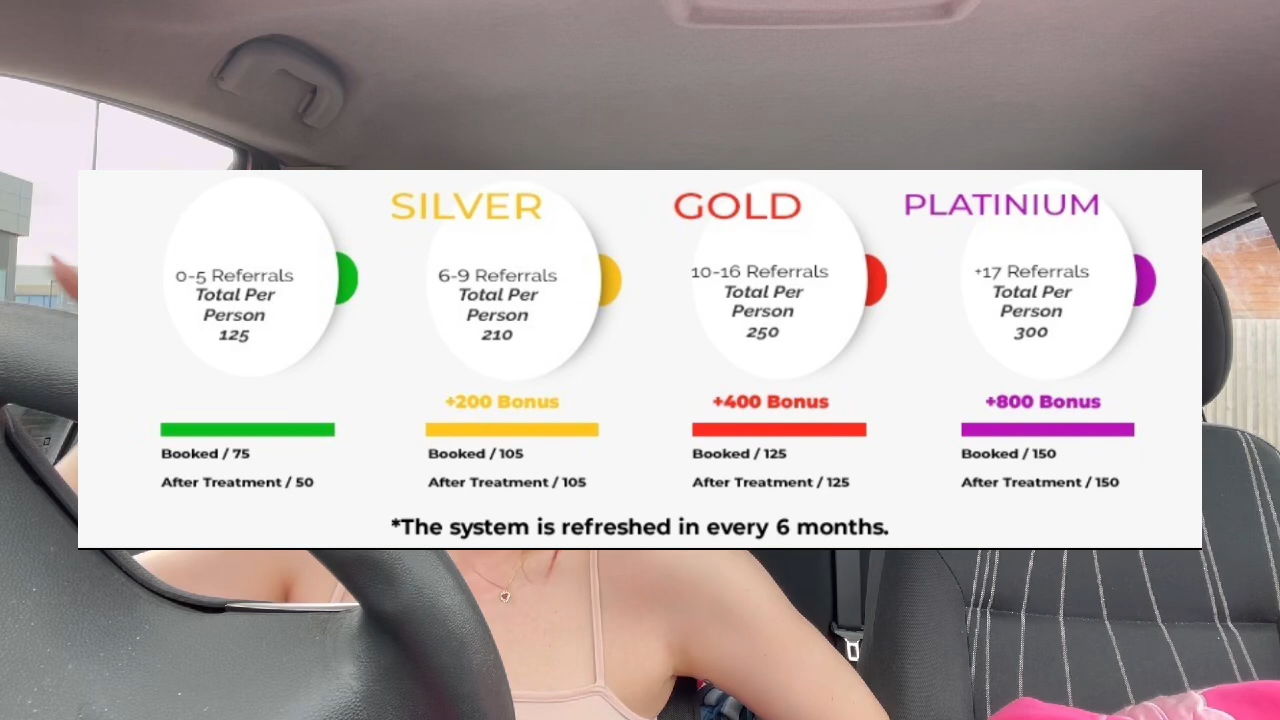 SILVER
GOLD
PLATINIUM
0-5 Referrals
Total Per
Person
125
6-9 Referrals
Total Per
Person
210
10-16 Referrals
Total Per
Person
250
+17 Referrals
Total Per
Person
300
+200 Bonus
+400 Bonus
+800 Bonus
Booked / 75
After Treatment / 50
Booked / 105
After Treatment / 105
Booked / 125
After Treatment / 125
Booked / 150
After Treatment / 150
*The system is refreshed in every 6 months.